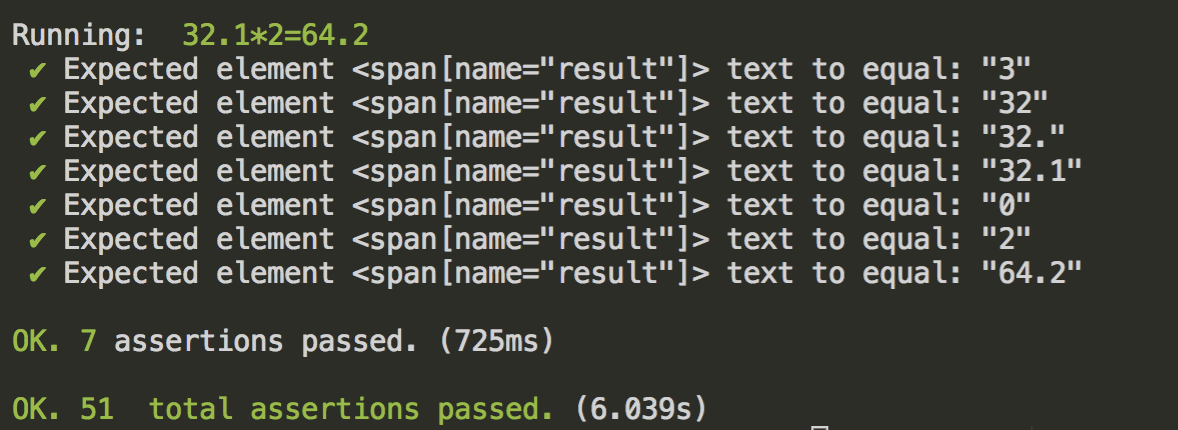 Running:  32.1*2=64.2
✔ Expected element <span[name="result"]> text to equal: "3"
✔ Expected element <span[name="result"]> text to equal: "32"
✔ Expected element <span[name="result"]> text to equal: "32."
✔ Expected element <span[name="result"]> text to equal: "32.1"
✔ Expected element <span[name="result"]> text to equal: "0"
✔ Expected element <span[name="result"]> text to equal: "2"
✔ Expected element <span[name="result"]> text to equal: "64.2"
OK. 7 assertions passed. (725ms)
OK. 51  total assertions passed. (6.039s)